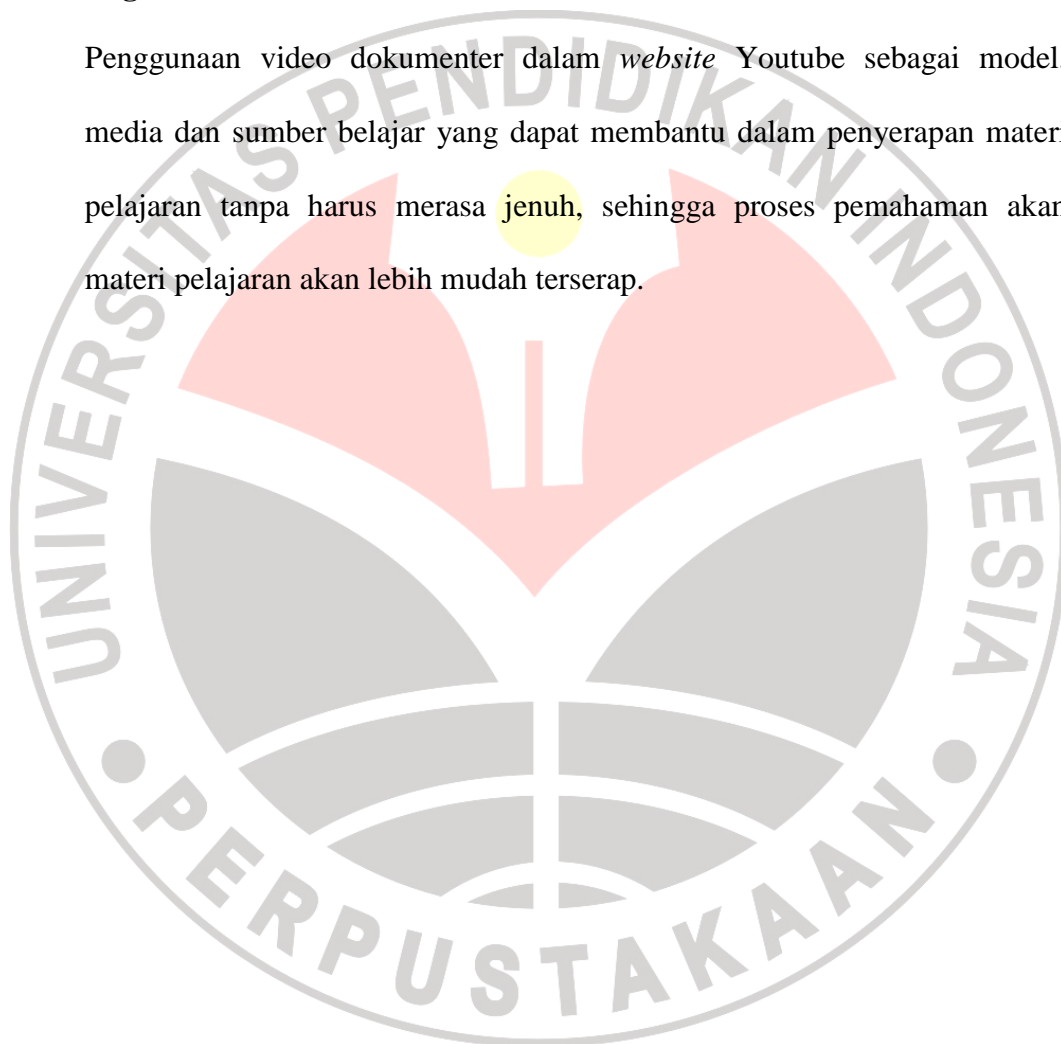 Penggunaan video dokumenter dalam website Youtube sebagai model,
media dan sumber belajar yang dapat membantu dalam penyerapan materi
pelajaran tanpa harus merasa jenuh, sehingga proses pemahaman akan
materi pelajaran akan lebih mudah terserap.
UNIVERSITAS PENDIDIKAN INDONESIA
PERPUSTAKAAN